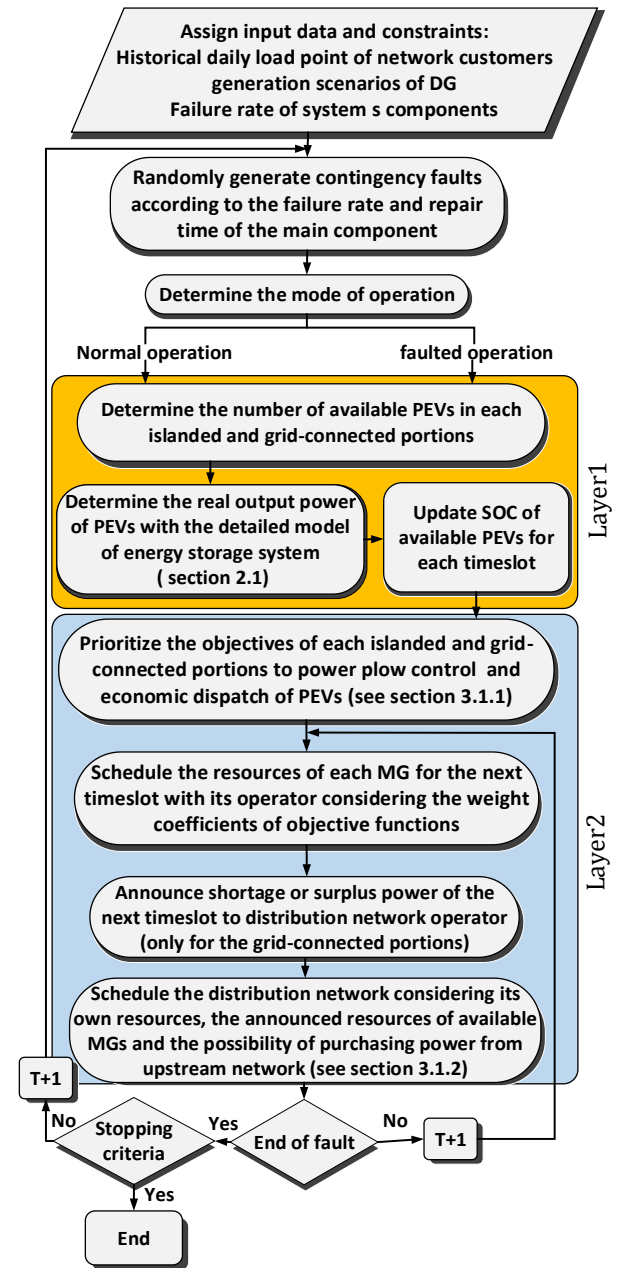 Assign input data and constraints:
Historical daily load point of network customers
generation scenarios of DG
Failure rate of system s components
Randomly generate contingency faults
according to the failure rate and repair
time of the main component
Determine the mode of operation
Normal operation
faulted operation
Determine the number of available PEVs in each
islanded and grid-connected portions
Determine the real output power
of PEVs with the detailed model
of energy storage system
( section 2.1)
Update SOC of
available PEVs for
each timeslot
Layer1
Prioritize the objectives of each islanded and grid-
connected portions to power plow control and
economic dispatch of PEVs (see section 3.1.1)
Schedule the resources of each MG for the next
timeslot with its operator considering the weight
coefficients of objective functions
Announce shortage or surplus power of the
next timeslot to distribution network operator
(only for the grid-connected portions)
Schedule the distribution network considering its
own resources, the announced resources of available
MGs and the possibility of purchasing power from
upstream network (see section 3.1.2)
Layer2
T+1
No
Stopping
criteria
Yes
End of fault
No
T+1
Yes
End